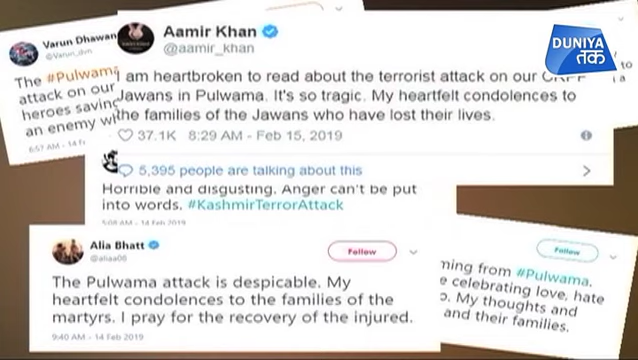 Varun Dhawan
@Varun_dvn
The #Pulwama
attack on our
heroes saving
an enemy
6:57 AM - 14 F
Aamir Khan
@aamir_khan
I am heartbroken to read about the terrorist attack on our CRPF
Jawans in Pulwama. It's so tragic. My heartfelt condolences to
the families of the Jawans who have lost their lives.
37.1K 8:29 AM - Feb 15, 2019
5,395 people are talking about this
DUNIYA
तक
to
Horrible and disgusting. Anger can't be put
into words. #KashmirTerrorAttack
5:08 AM - 14 Feb 2019
Alia Bhatt
@aliaa08
Follow
The Pulwama attack is despicable. My
heartfelt condolences to the families of the
martyrs. I pray for the recovery of the injured.
9:40 AM - 14 Feb 2019
Follow
ming from #Pulwama.
e celebrating love, hate
o. My thoughts and
and their families.